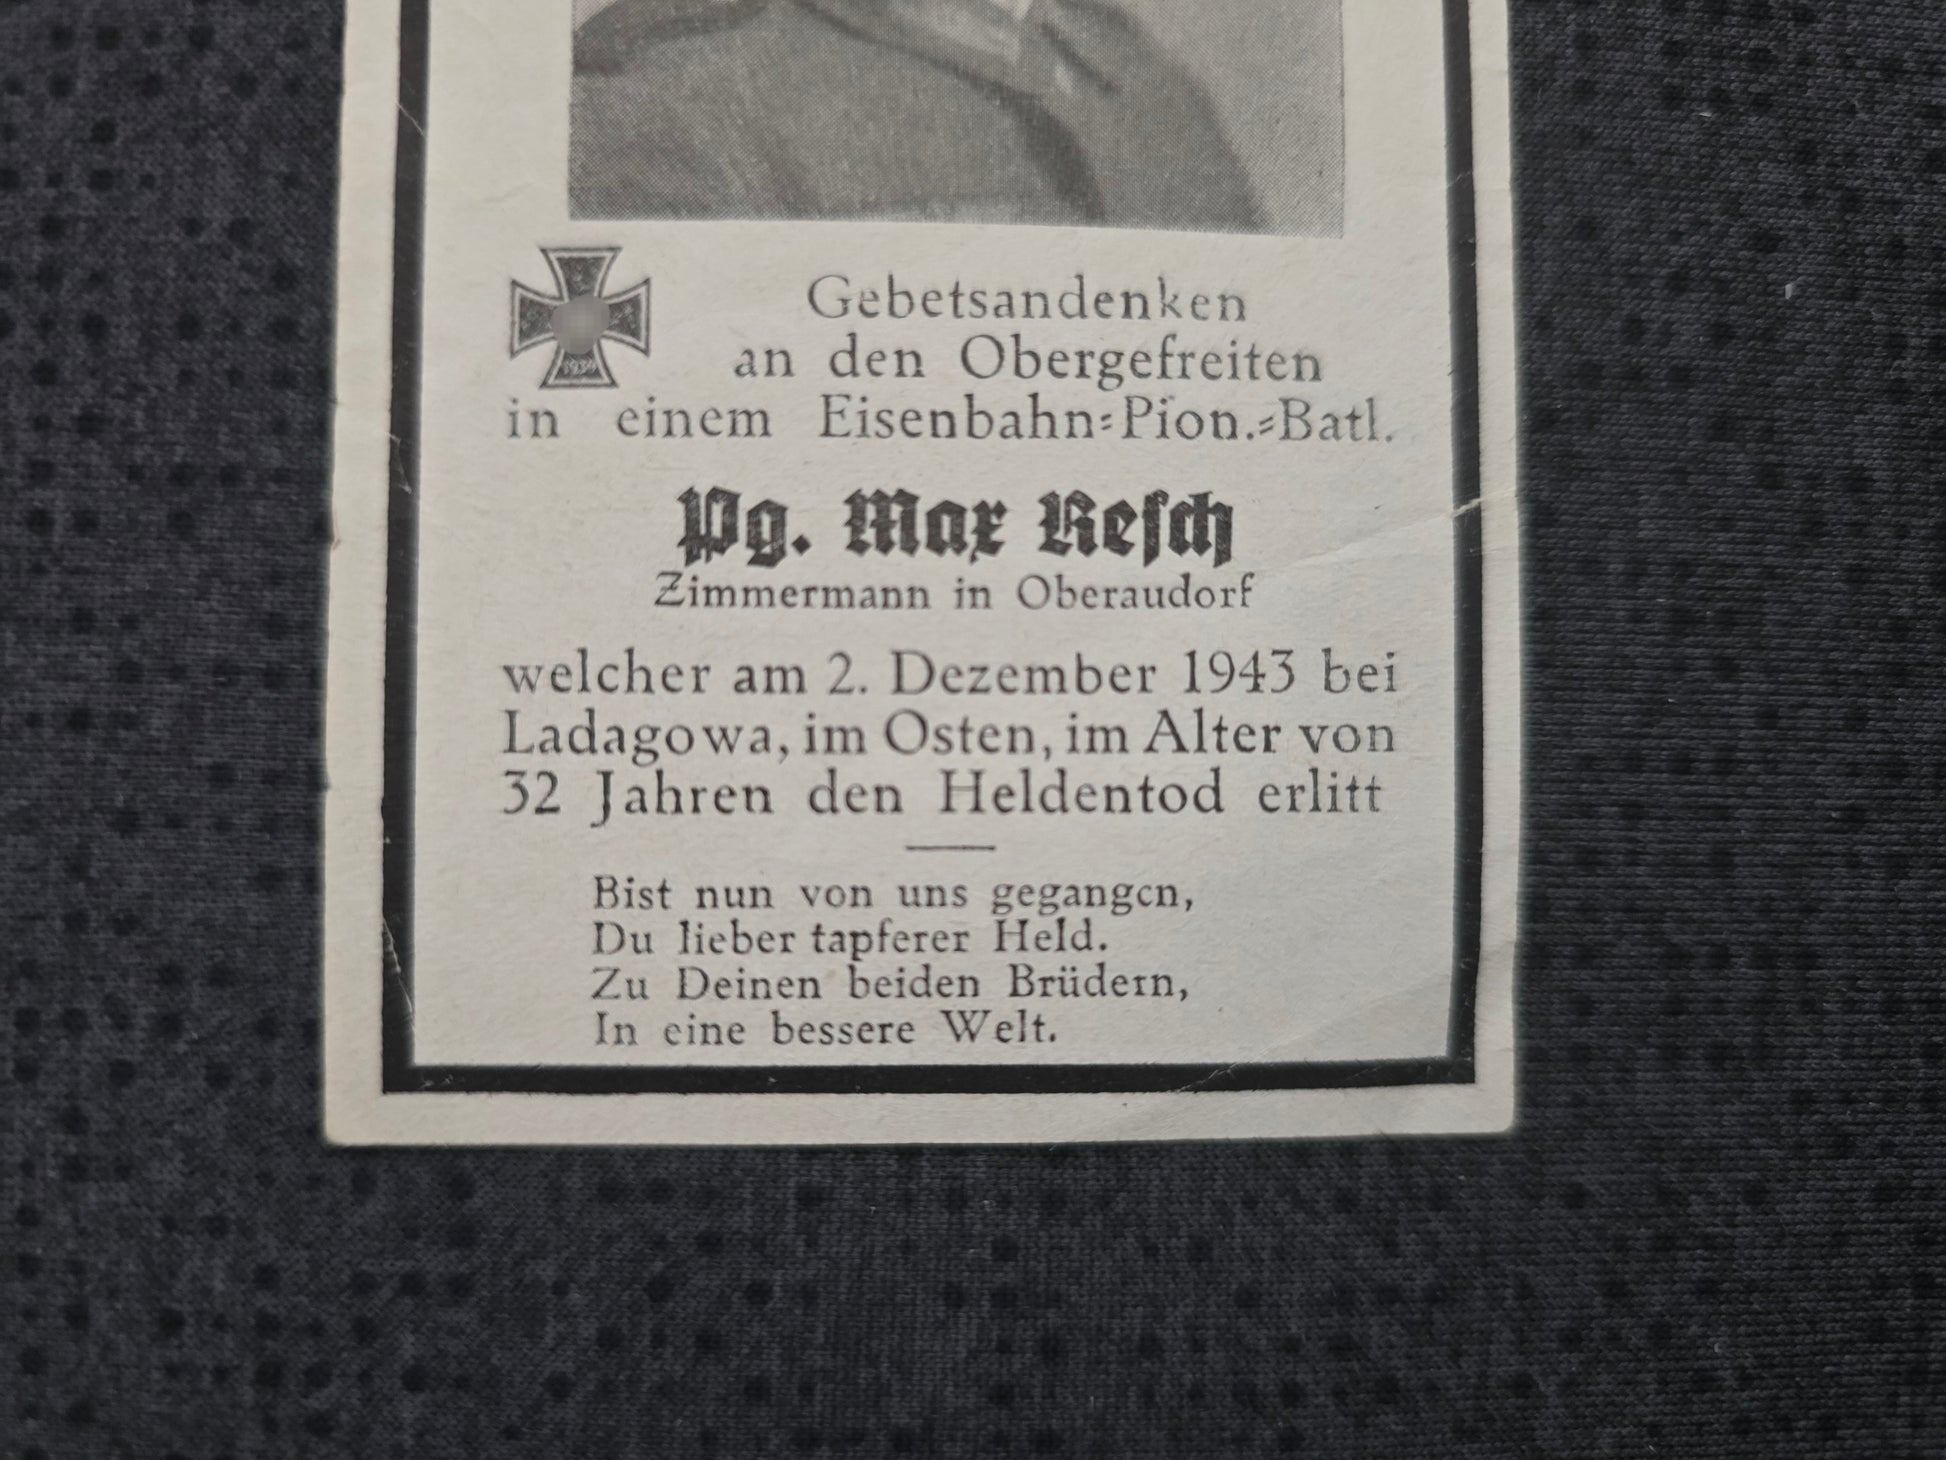 1939
Gebetsandenken
an den Obergefreiten
in einem Eisenbahn=Pion.=Batl.
Pg. Max Resch
Zimmermann in Oberaudorf
welcher am 2. Dezember 1943 bei
Ladagowa, im Osten, im Alter von
32 Jahren den Heldentod erlitt
Bist nun von uns gegangen,
Du lieber tapferer Held.
Zu Deinen beiden Brüdern,
In eine bessere Welt.